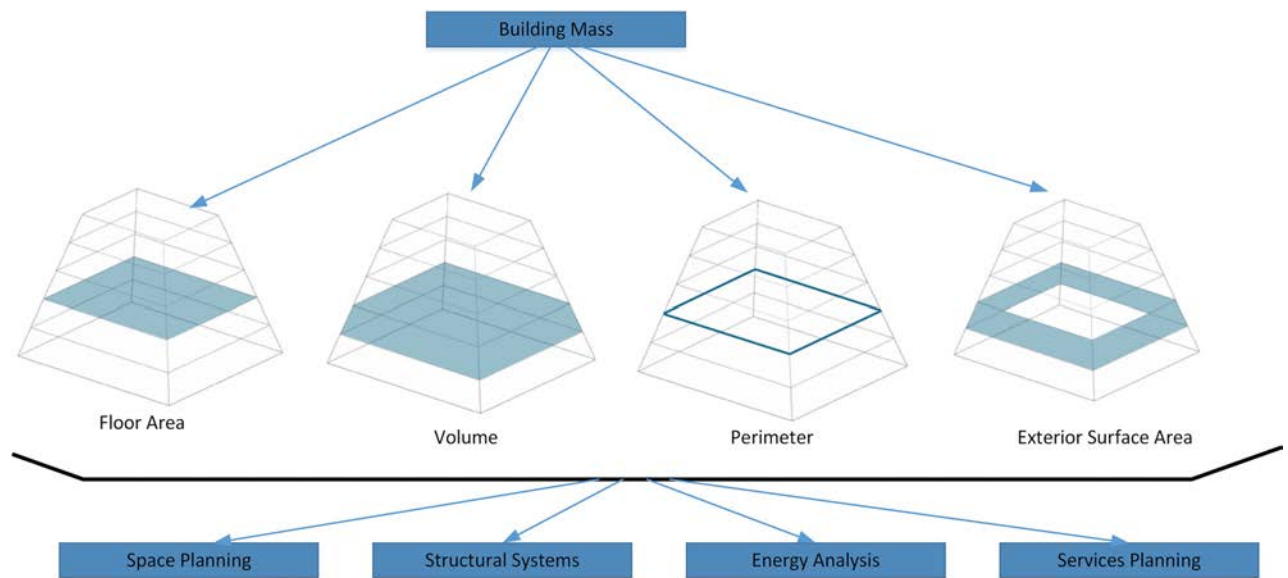 Building Mass
Floor Area
Volume
Perimeter
Exterior Surface Area
Space Planning
Structural Systems
Energy Analysis
Services Planning